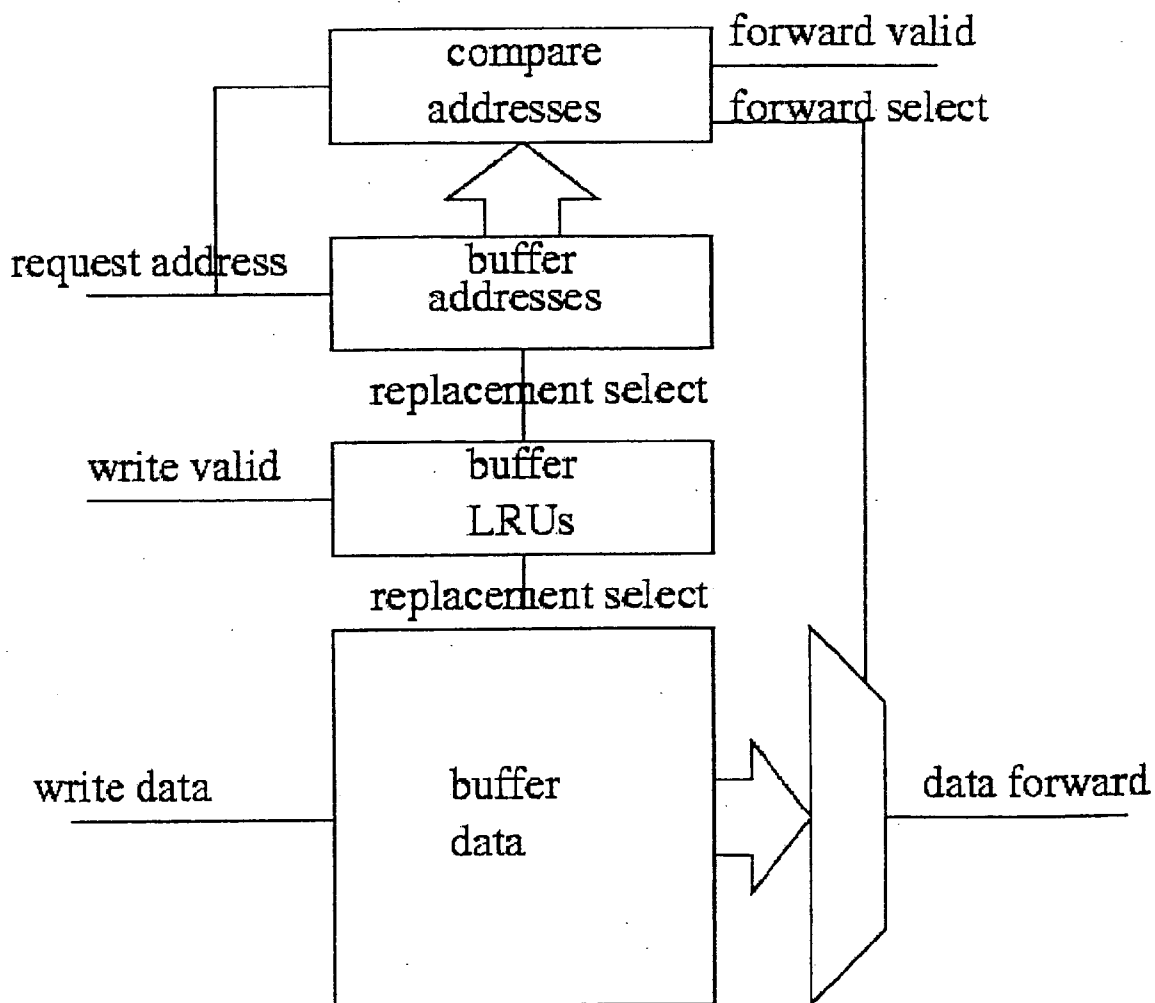 forward valid
compare
addresses
forward select
request address
buffer
addresses
replacement select
write valid
buffer
LRUs
replacement select
write data
buffer
data
data forward